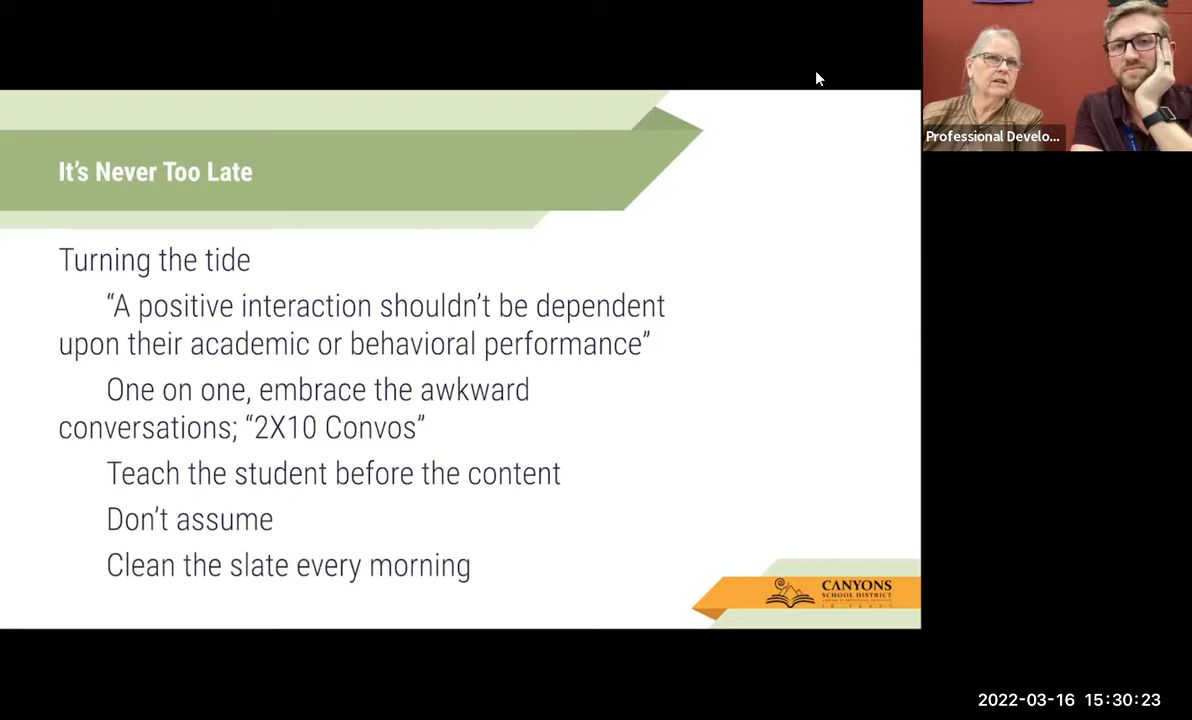 Professional Develo...
It's Never Too Late
Turning the tide
“A positive interaction shouldn't be dependent
upon their academic or behavioral performance”
One on one, embrace the awkward
conversations; “2X10 Convos”
Teach the student before the content
Don't assume
Clean the slate every morning
CANYONS
SCHOOL DISTRICT
2022-03-16 15:30:23